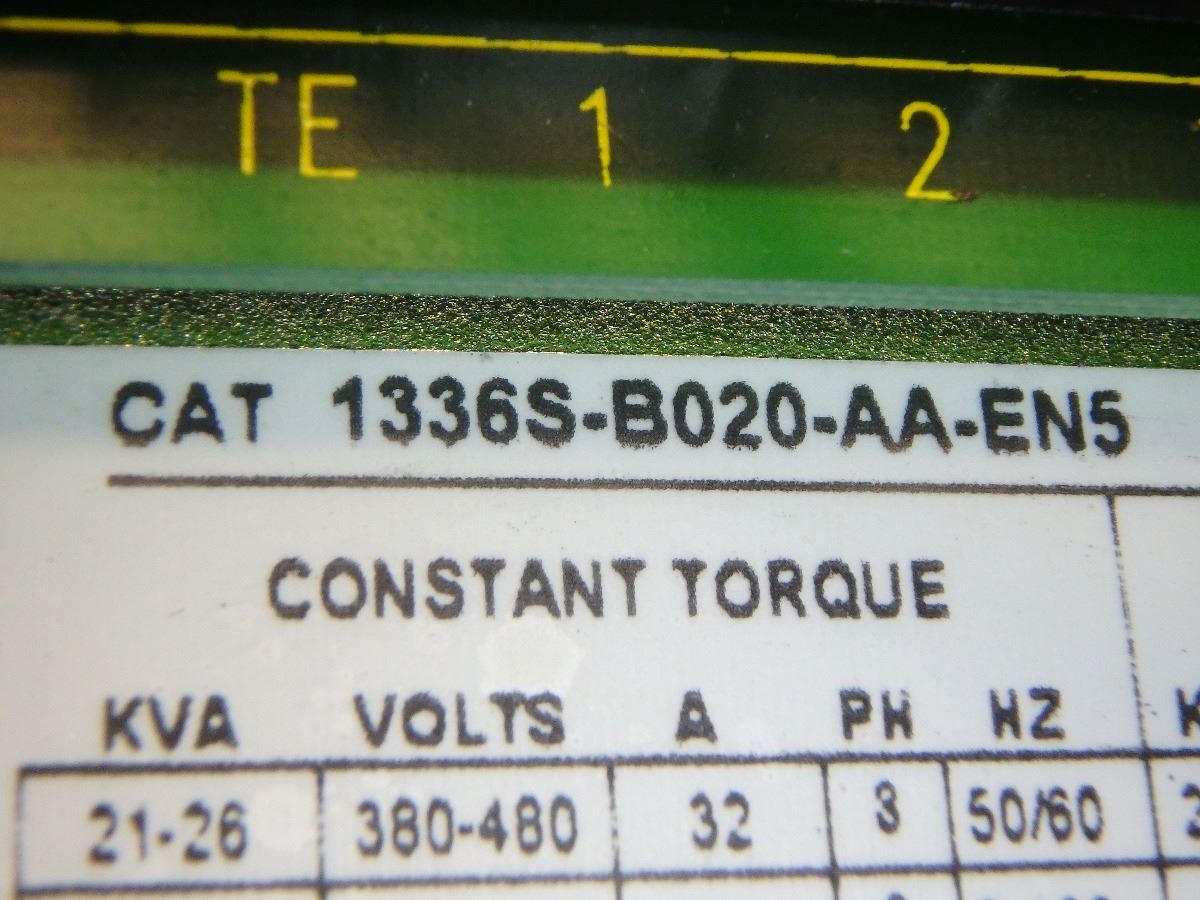 TE 1 2
CAT 1336S-B020-AA-EN5
CONSTANT TORQUE
KVA VOLTS A PH HZ
21-26 380-480 32 3 50/60